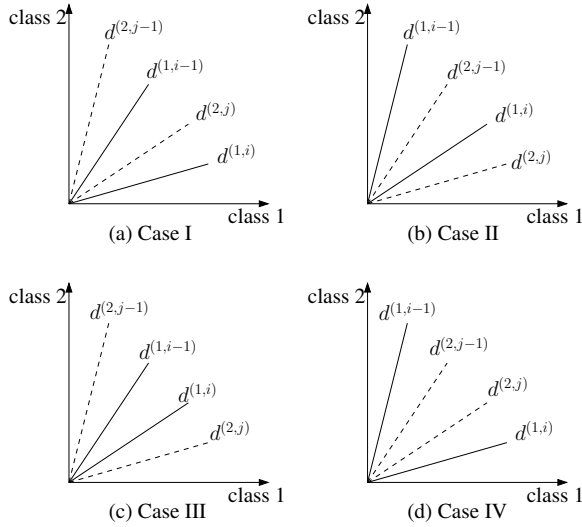 class 2
d^{(2,j−1)}
d^{(1,i−1)}
d^{(2,j)}
d^{(1,i)}
class 1
(a) Case I
class 2
d^{(1,i−1)}
d^{(2,j−1)}
d^{(1,i)}
d^{(2,j)}
class 1
(b) Case II
class 2
d^{(2,j−1)}
d^{(1,i−1)}
d^{(1,i)}
d^{(2,j)}
class 1
(c) Case III
class 2
d^{(1,i−1)}
d^{(2,j−1)}
d^{(2,j)}
d^{(1,i)}
class 1
(d) Case IV